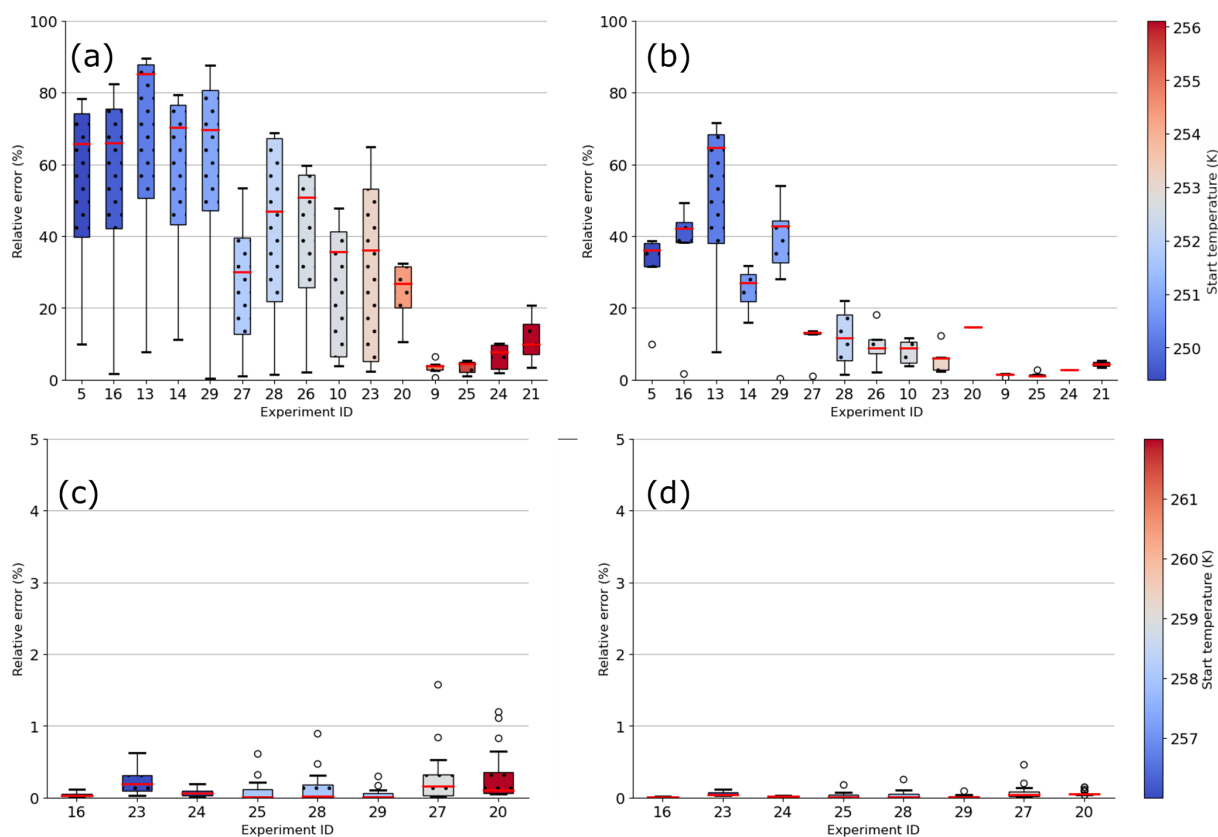 (a)
Relative error (%)
100
80
60
40
20
0
5 16 13 14 29 27 28 26 10 23 20 9 25 24 21
Experiment ID
(b)
Relative error (%)
100
80
60
40
20
0
5 16 13 14 29 27 28 26 10 23 20 9 25 24 21
Experiment ID
256
255
254
253
252
251
250
Start temperature (K)
(c)
Relative error (%)
5
4
3
2
1
0
16 23 24 25 28 29 27 20
Experiment ID
(d)
Relative error (%)
5
4
3
2
1
0
16 23 24 25 28 29 27 20
Experiment ID
261
260
259
258
257
Start temperature (K)